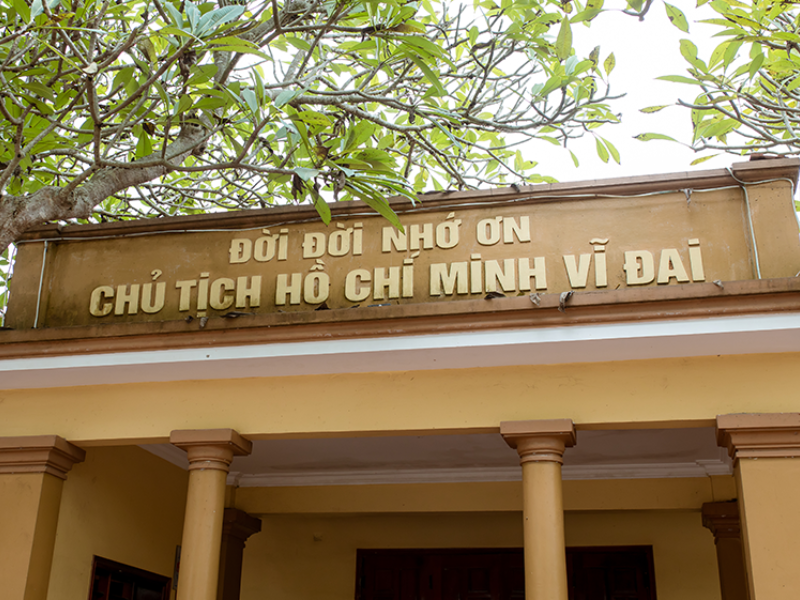 ĐỜI ĐỜI NHỚ ƠN
CHỦ TỊCH HỒ CHÍ MINH VĨ ĐẠI